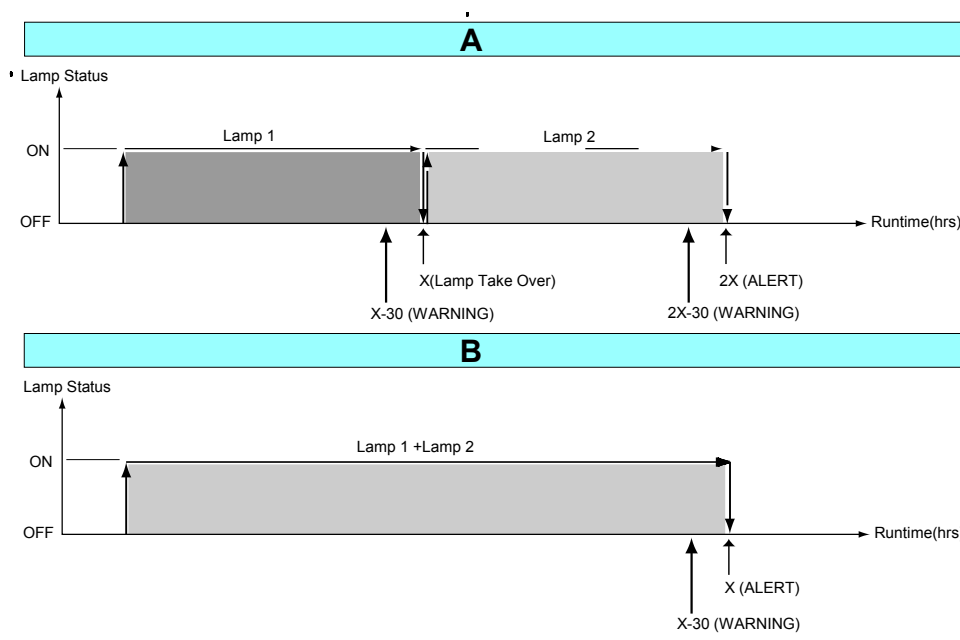 A
Lamp Status
Lamp 1
Lamp 2
ON
OFF
Runtime(hrs)
X(Lamp Take Over)
2X (ALERT)
X-30 (WARNING)
2X-30 (WARNING)
B
Lamp Status
Lamp 1 +Lamp 2
ON
OFF
Runtime(hrs)
X (ALERT)
X-30 (WARNING)